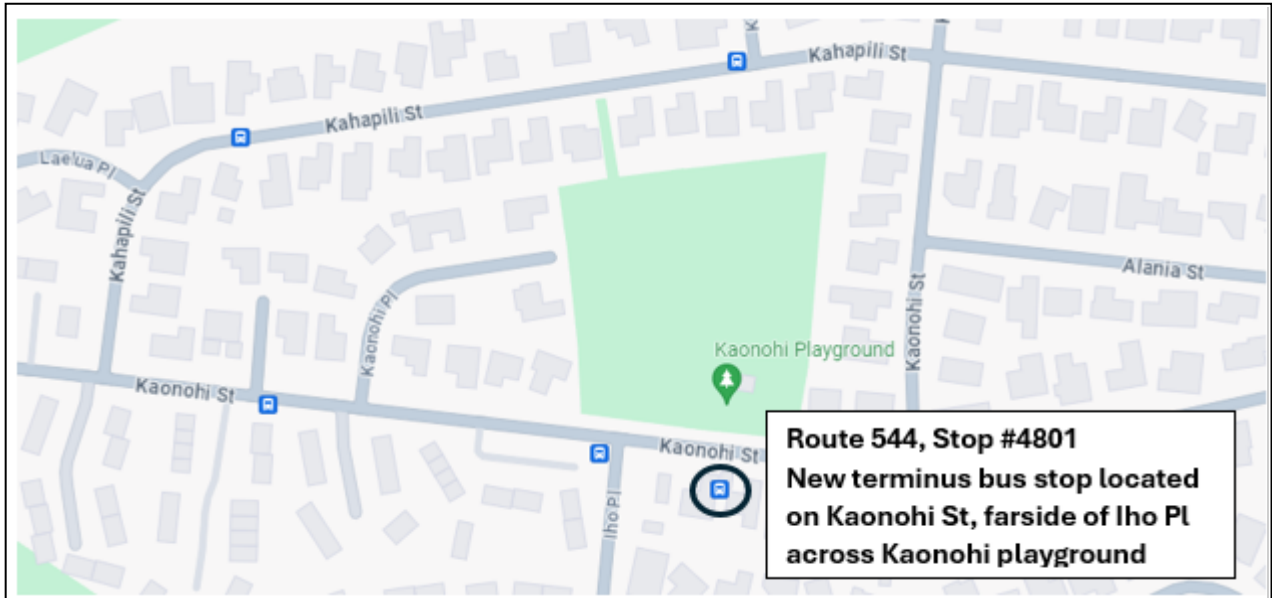 K
Kahapili St
Kahapili St
Lae'ua Pl
Kahapili St
Alania St
Kaonohi St
Kaonohi Pl
Kaonohi Playground
Kaonohi St
Kaonohi St
Iho Pl
Route 544, Stop #4801
New terminus bus stop located
on Kaonohi St, farside of Iho Pl
across Kaonohi playground